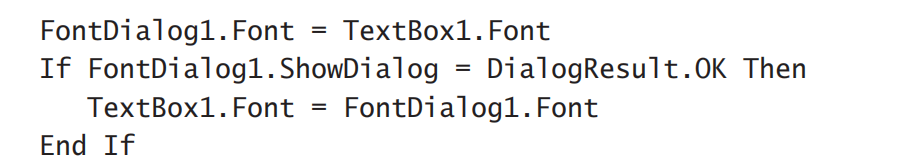 FontDialog1.Font = TextBox1.Font
If FontDialog1.ShowDialog = DialogResult.OK Then
   TextBox1.Font = FontDialog1.Font
End If